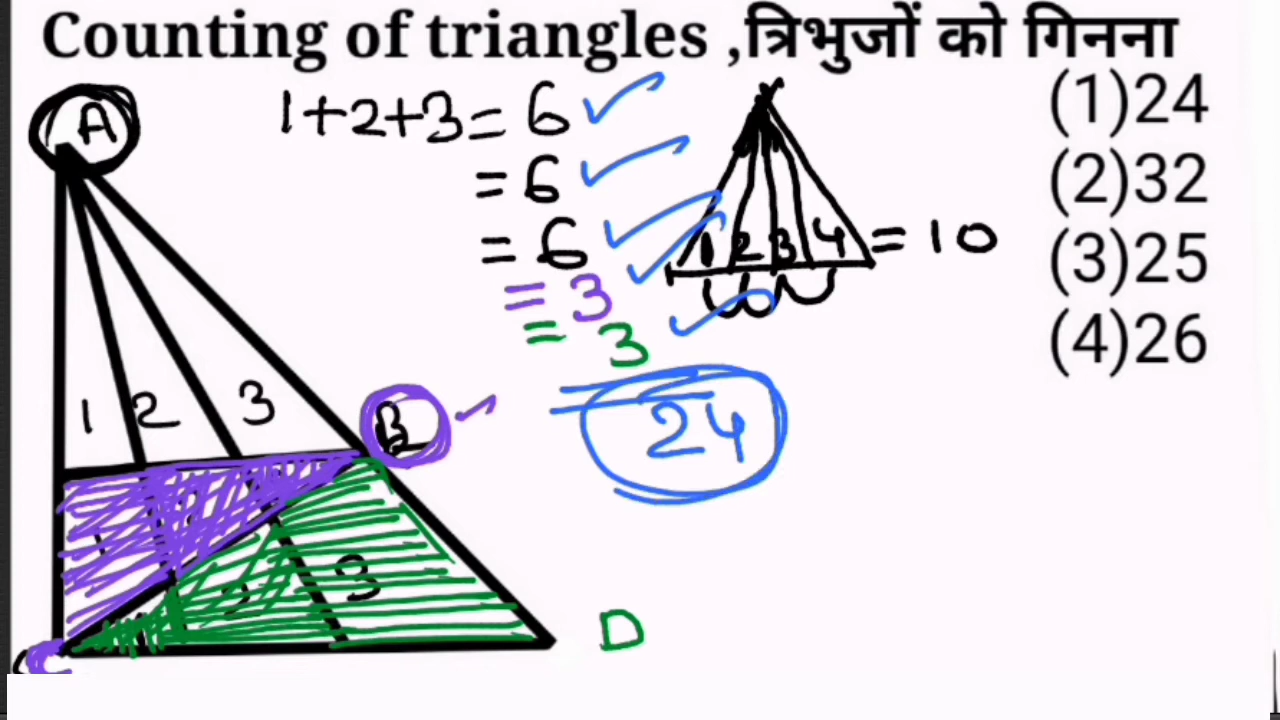 Counting of triangles ,त्रिभुजों को गिनना
A
1+2+3= 6
= 6
= 6
= 3
= 3
24
1 2 3 4 = 10
(1)24
(2)32
(3)25
(4)26
1 2 3
B
3
C
D